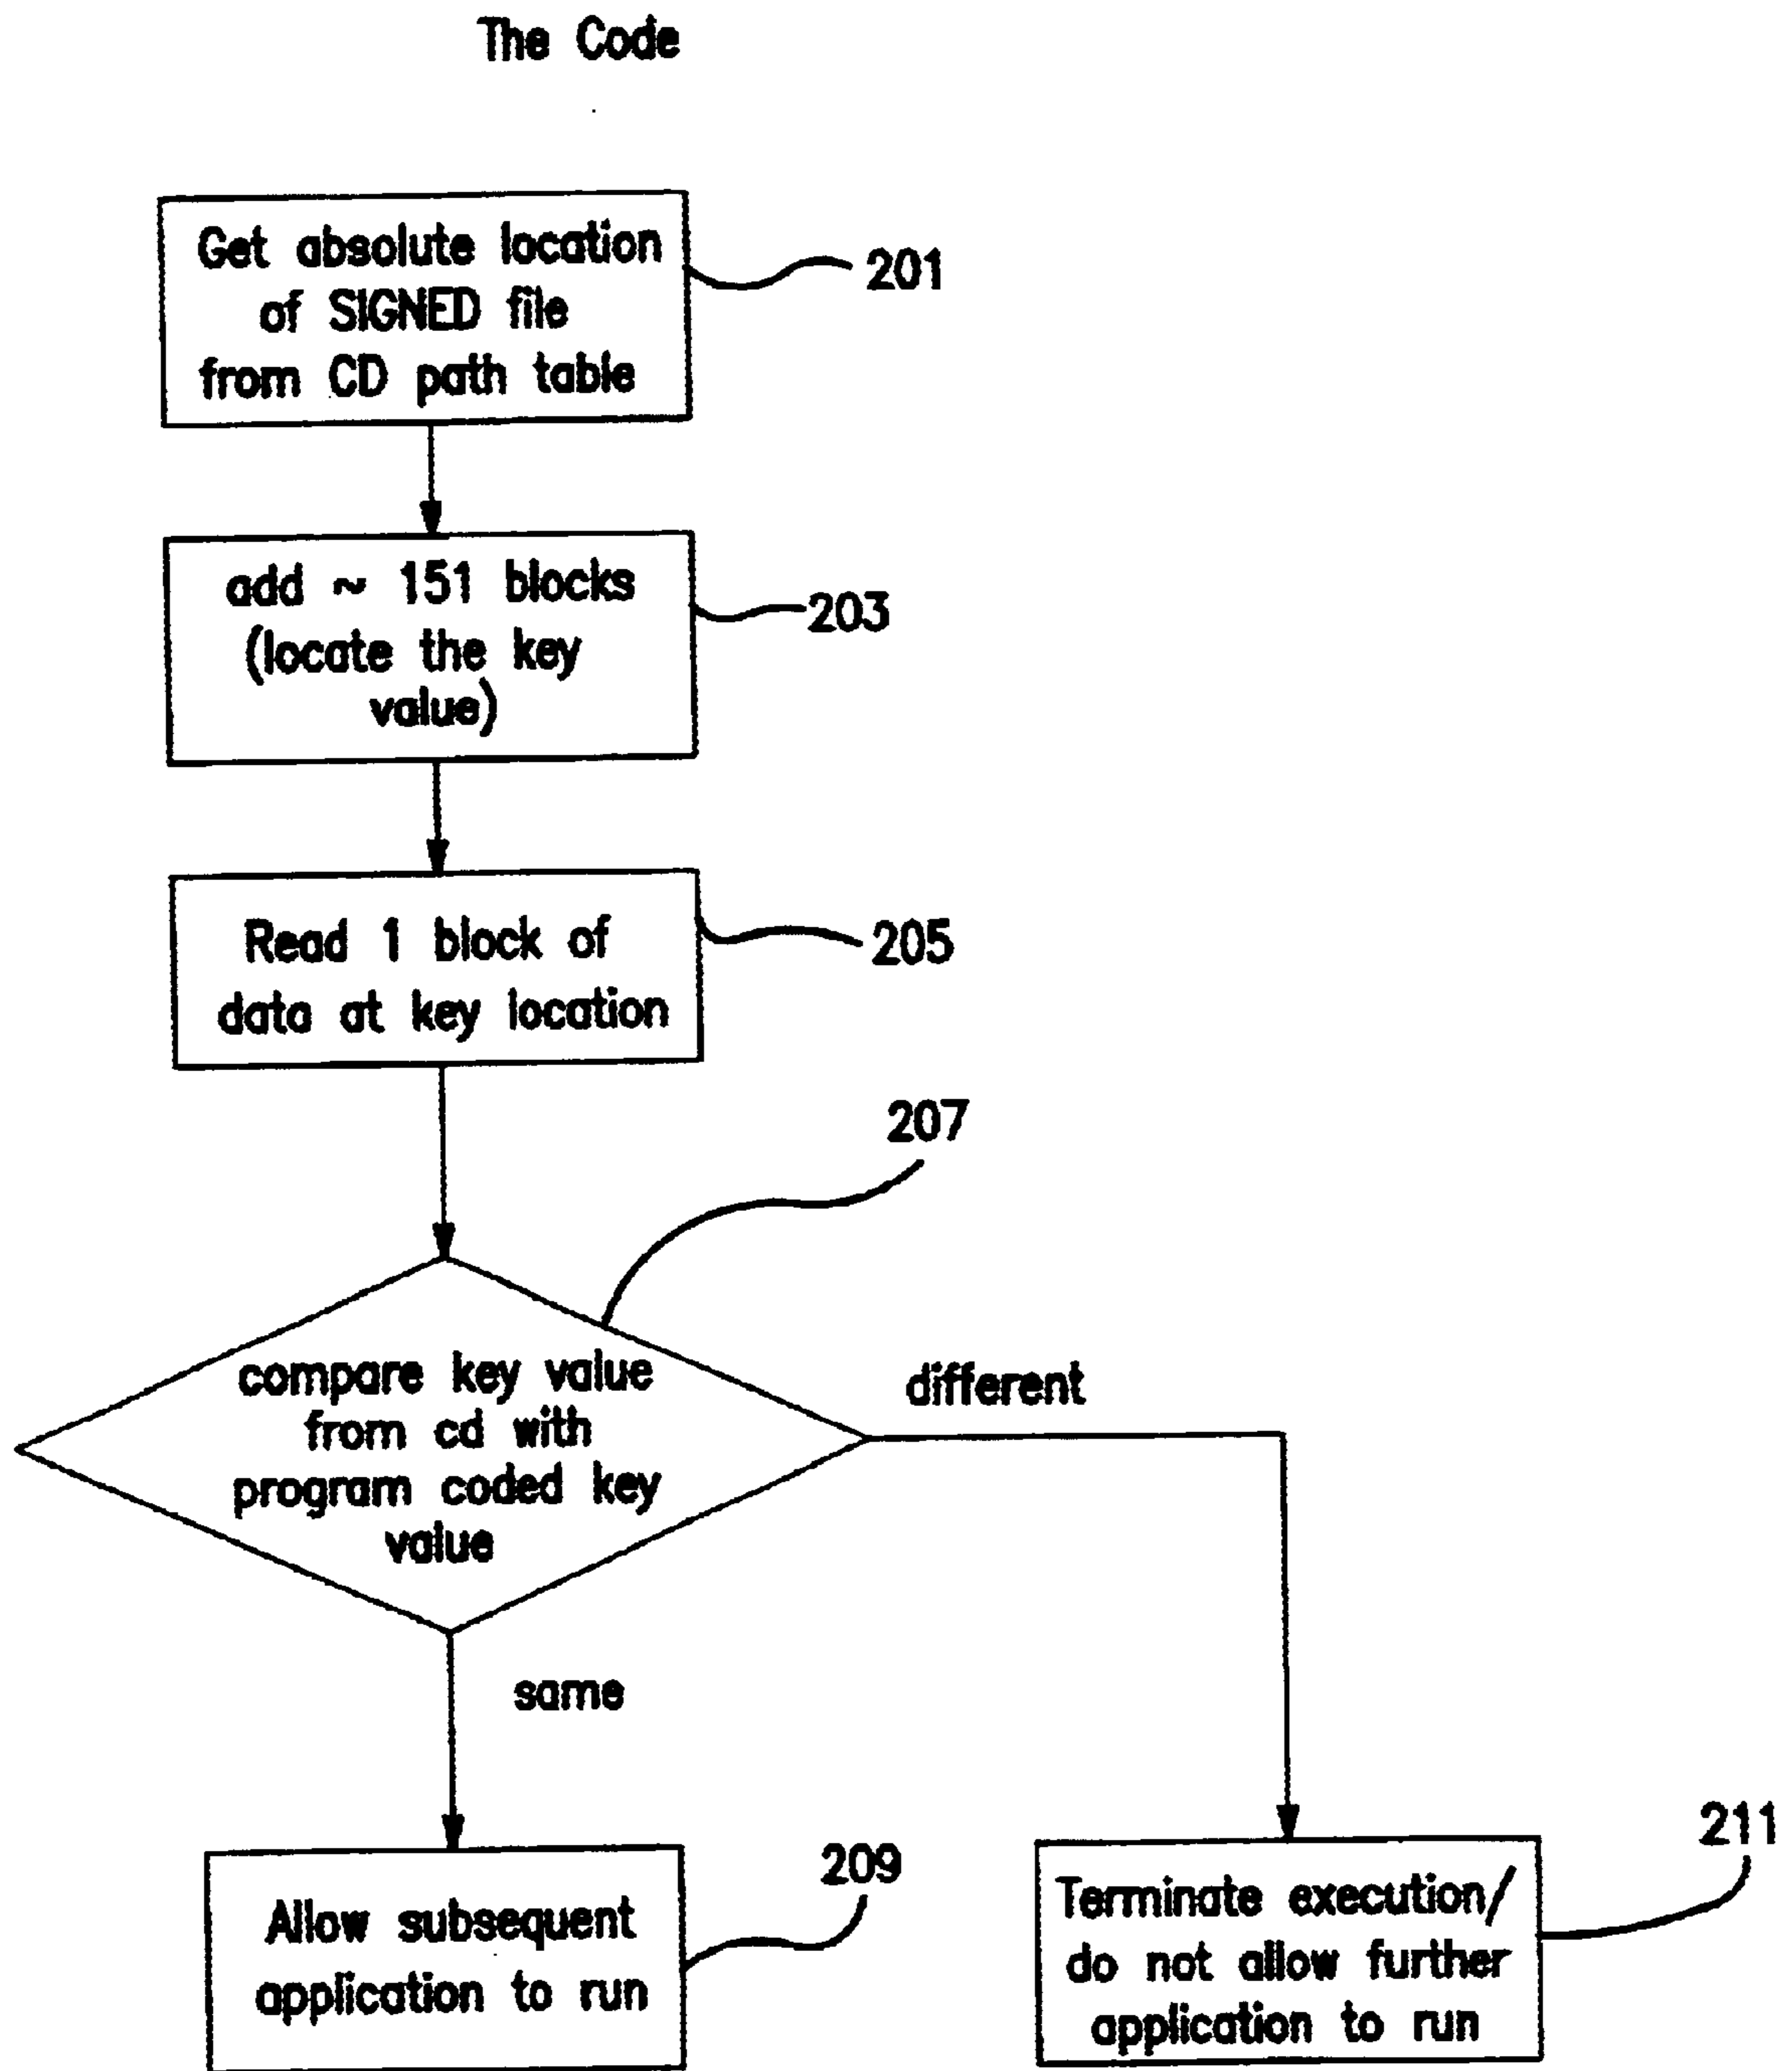 The Code
Get absolute location
of SIGNED file
from CD path table
201
add ~ 151 blocks
(locate the key
value)
203
Read 1 block of
data at key location
205
207
compare key value
from cd with
program coded key
value
different
same
209
Allow subsequent
application to run
211
Terminate execution/
do not allow further
application to run